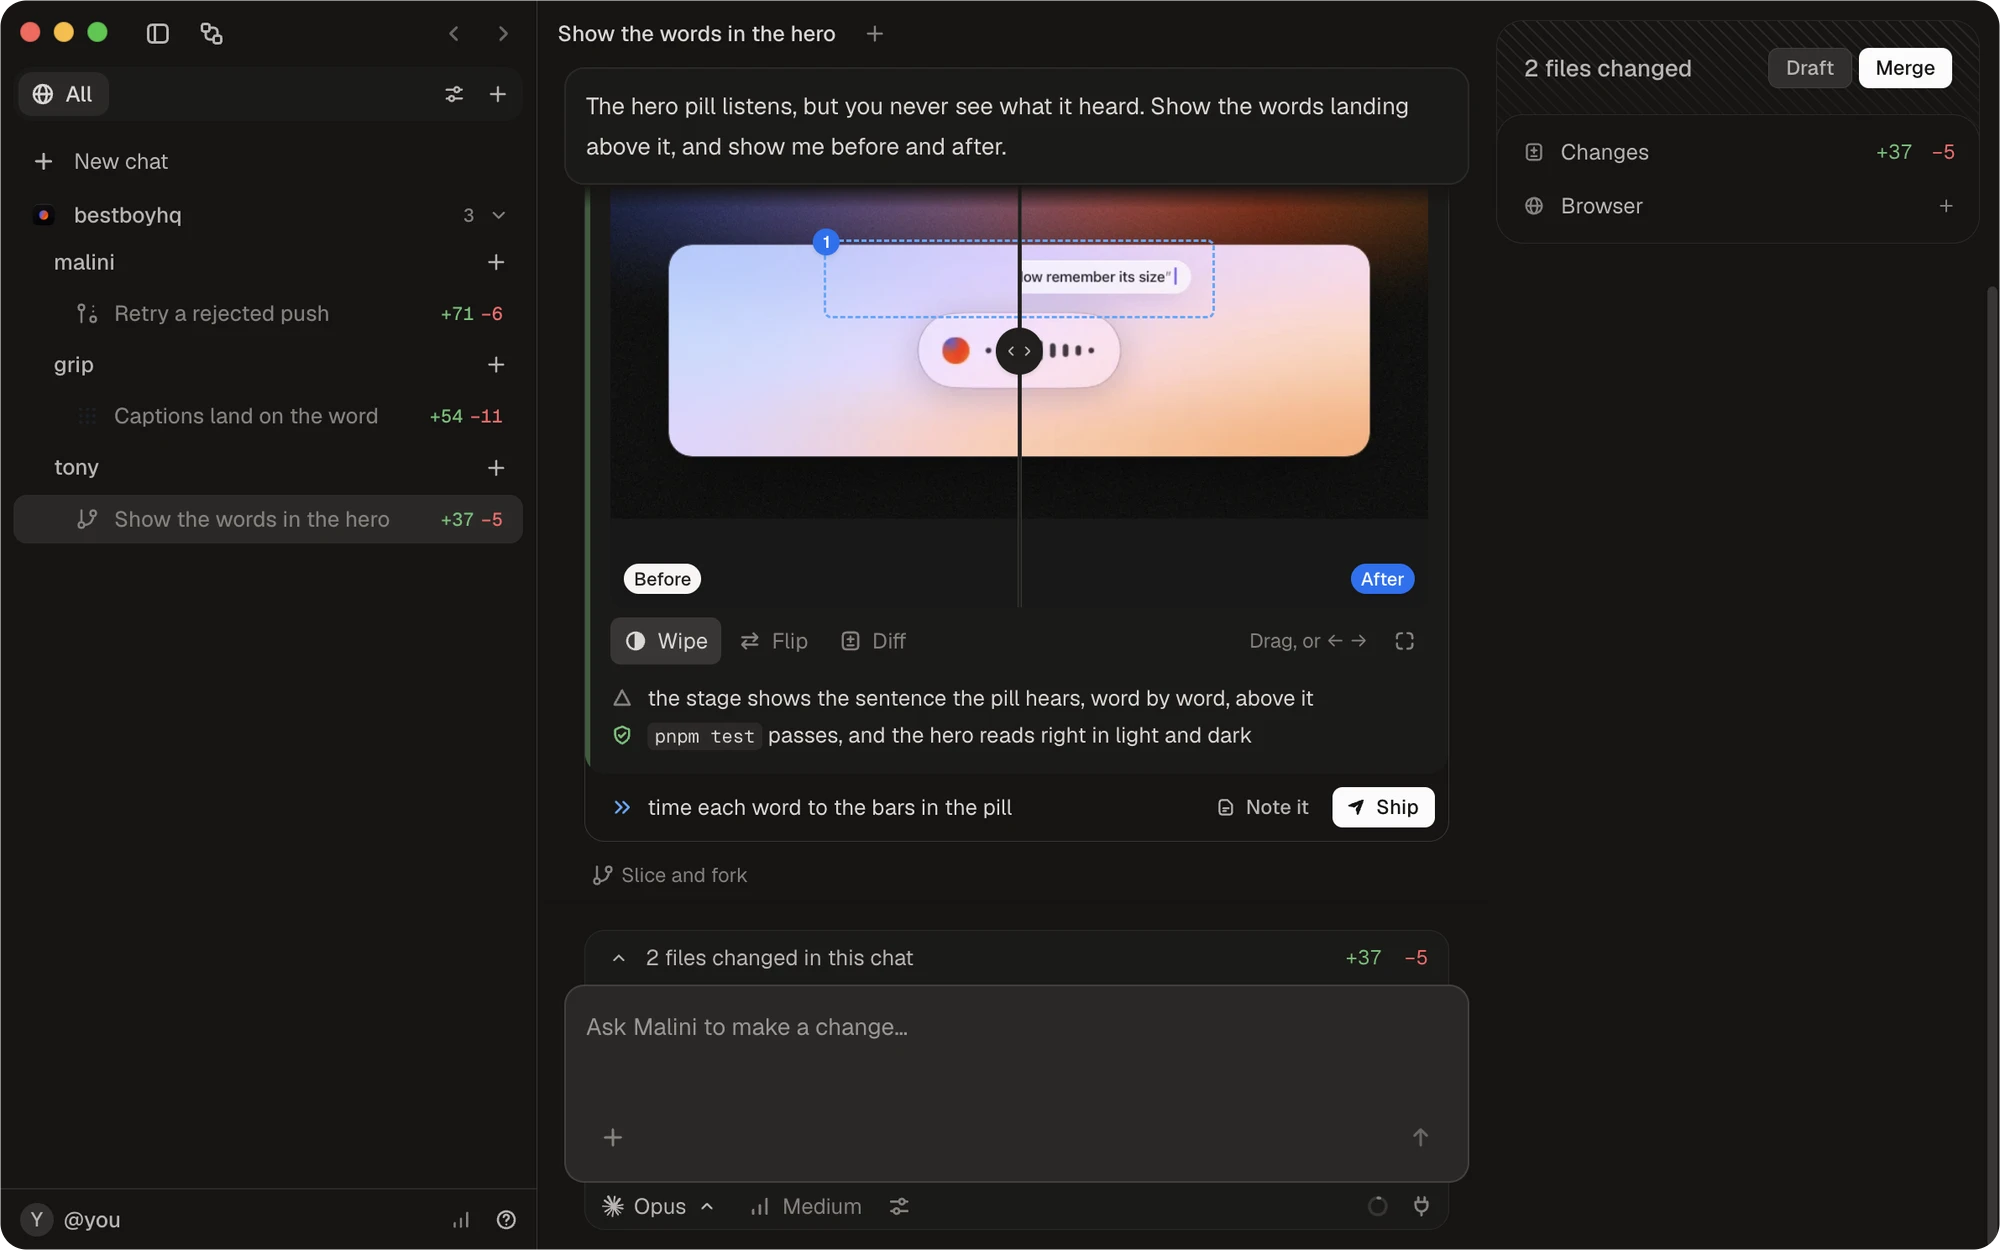 All
New chat
bestboyhq 3
malini
Retry a rejected push +71 −6
grip
Captions land on the word +54 −11
tony
Show the words in the hero +37 −5
Y @you
Show the words in the hero
The hero pill listens, but you never see what it heard. Show the words landing
above it, and show me before and after.
1
remember its size"
Before
After
Wipe Flip Diff Drag, or ← →
the stage shows the sentence the pill hears, word by word, above it
pnpm test passes, and the hero reads right in light and dark
time each word to the bars in the pill Note it Ship
Slice and fork
2 files changed in this chat +37 −5
Ask Malini to make a change...
Opus Medium
2 files changed Draft Merge
Changes +37 −5
Browser